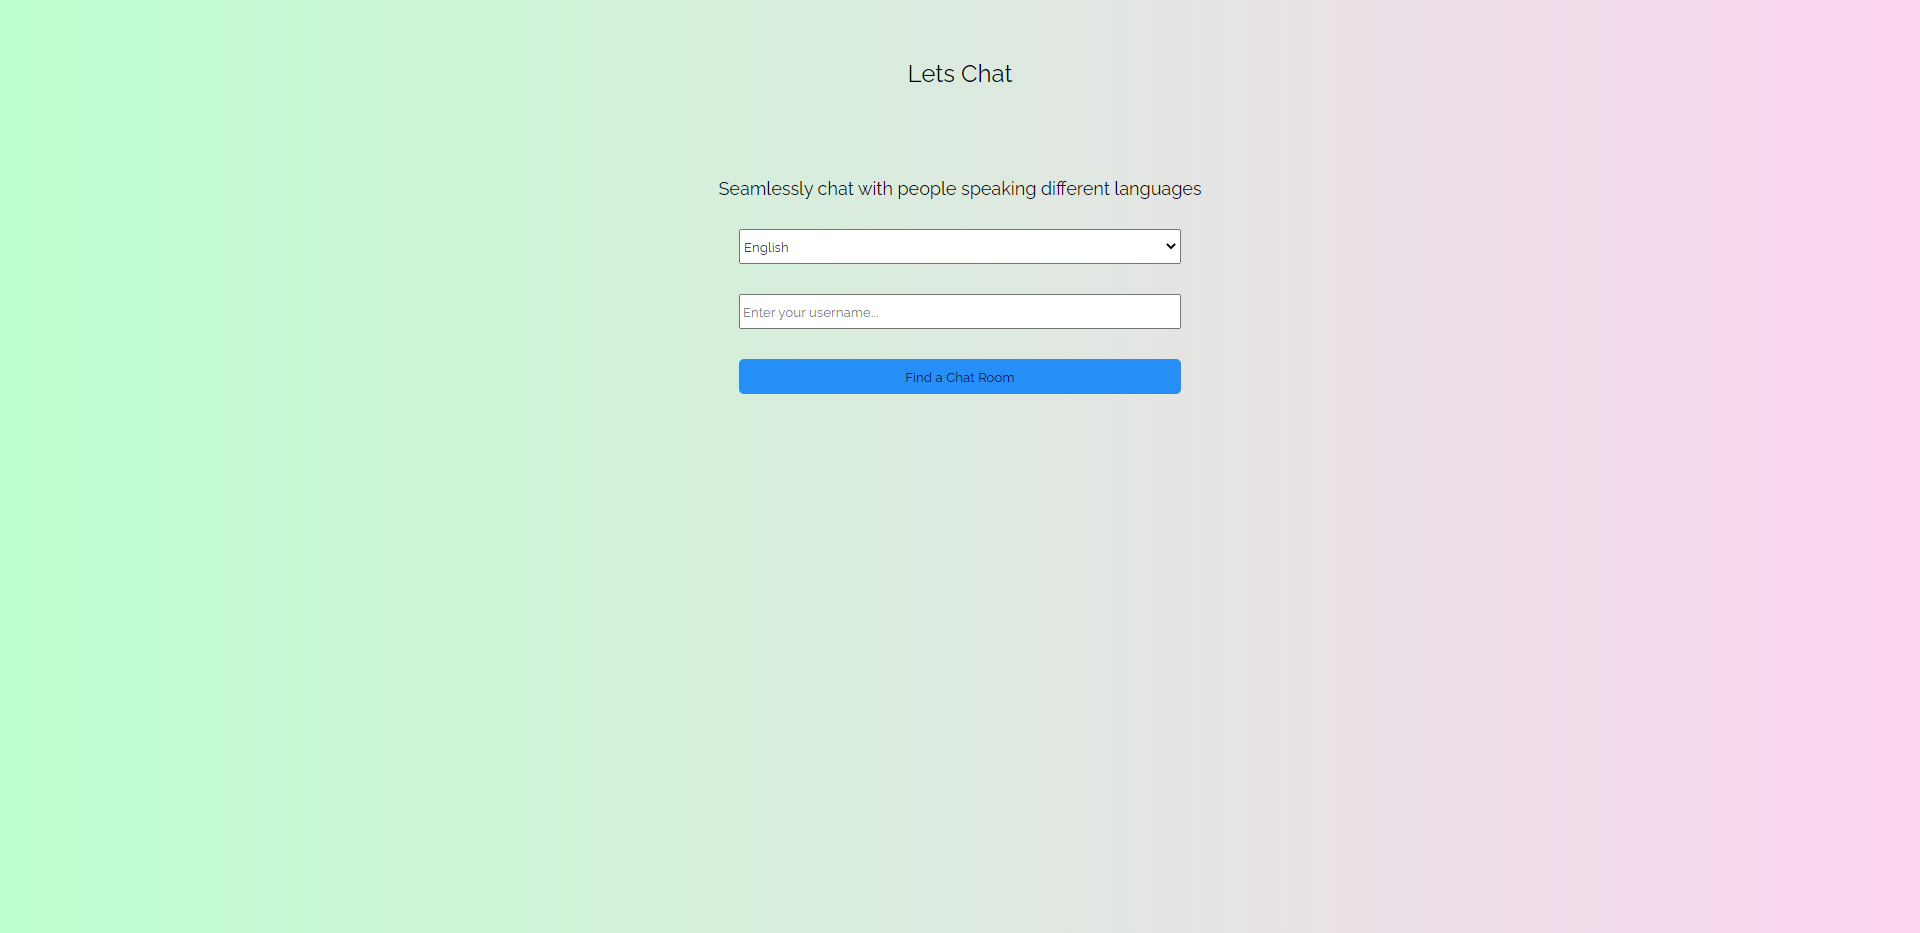 Lets Chat
Seamlessly chat with people speaking different languages
English
Enter your username...
Find a Chat Room